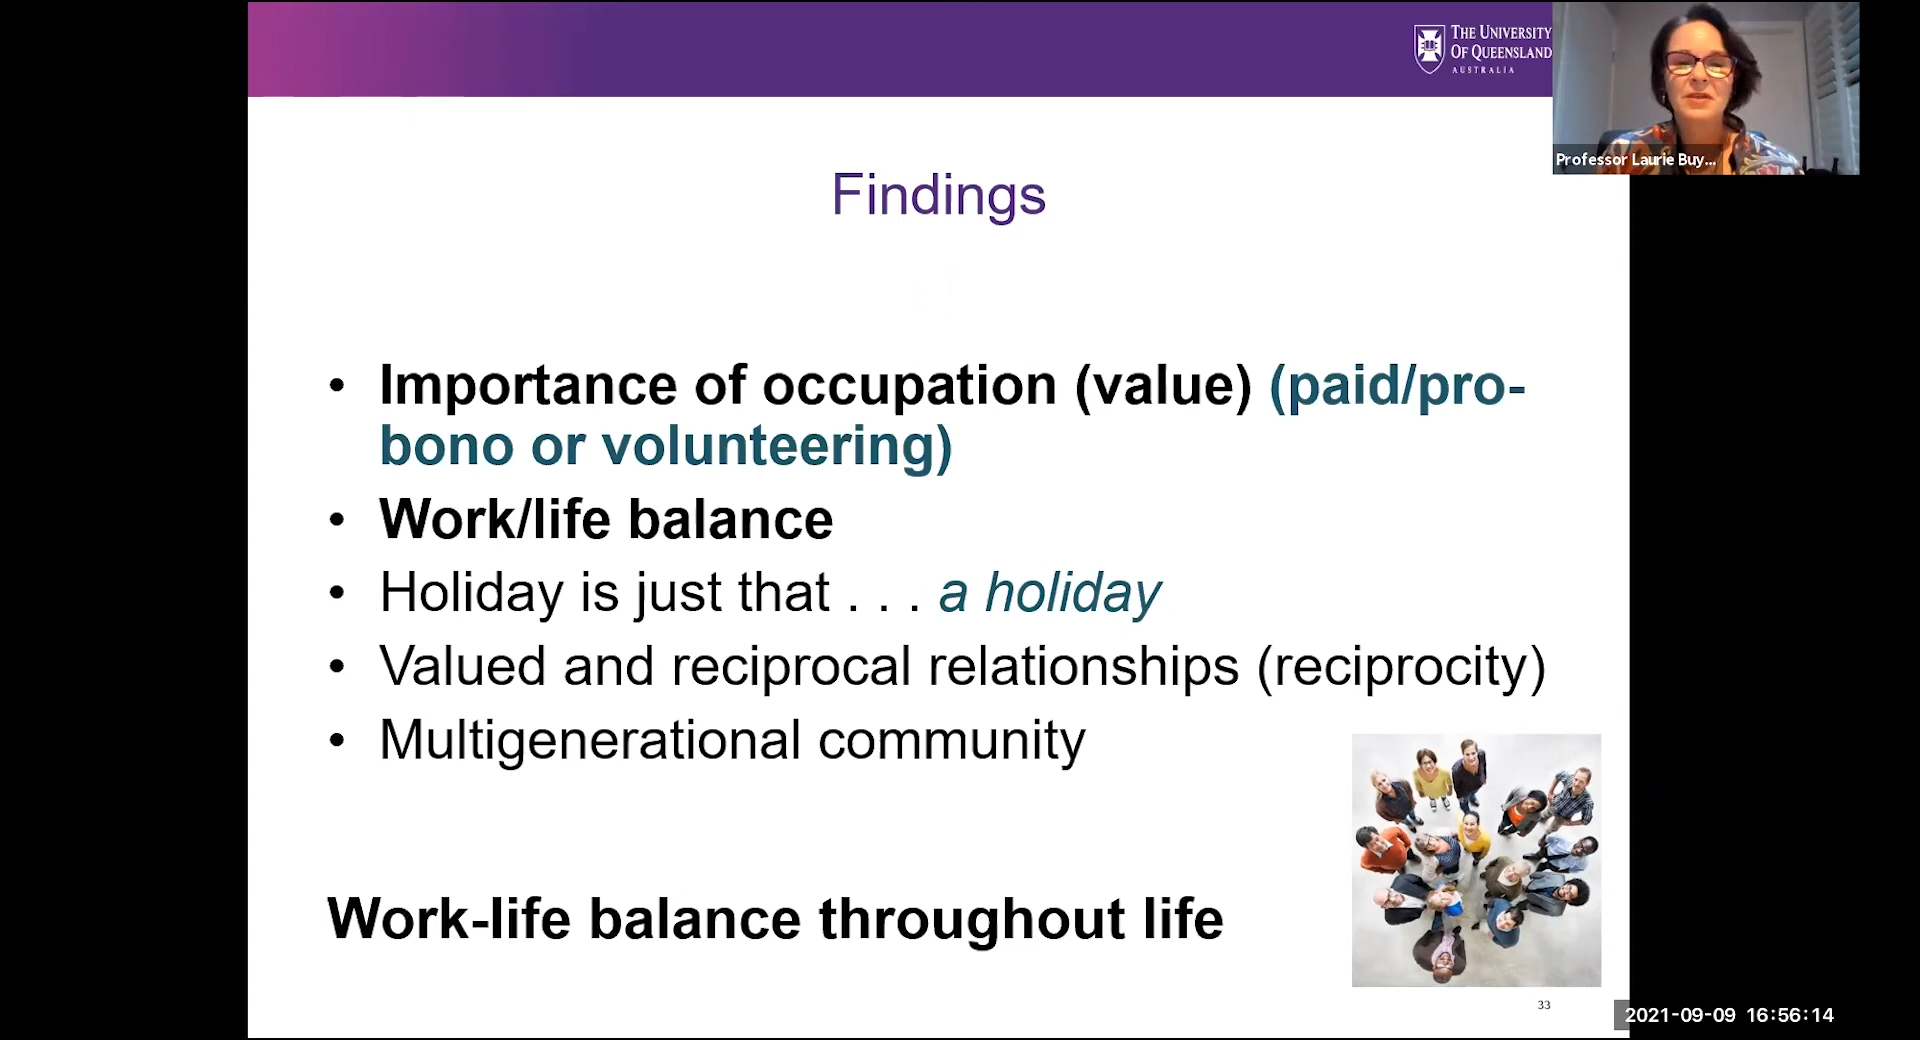 THE UNIVERSITY
OF QUEENSLAND
AUSTRALIA
Professor Laurie Buy...
Findings
• Importance of occupation (value) (paid/pro-
bono or volunteering)
• Work/life balance
• Holiday is just that . . . a holiday
• Valued and reciprocal relationships (reciprocity)
• Multigenerational community
Work-life balance throughout life
33
2021-09-09 16:56:14